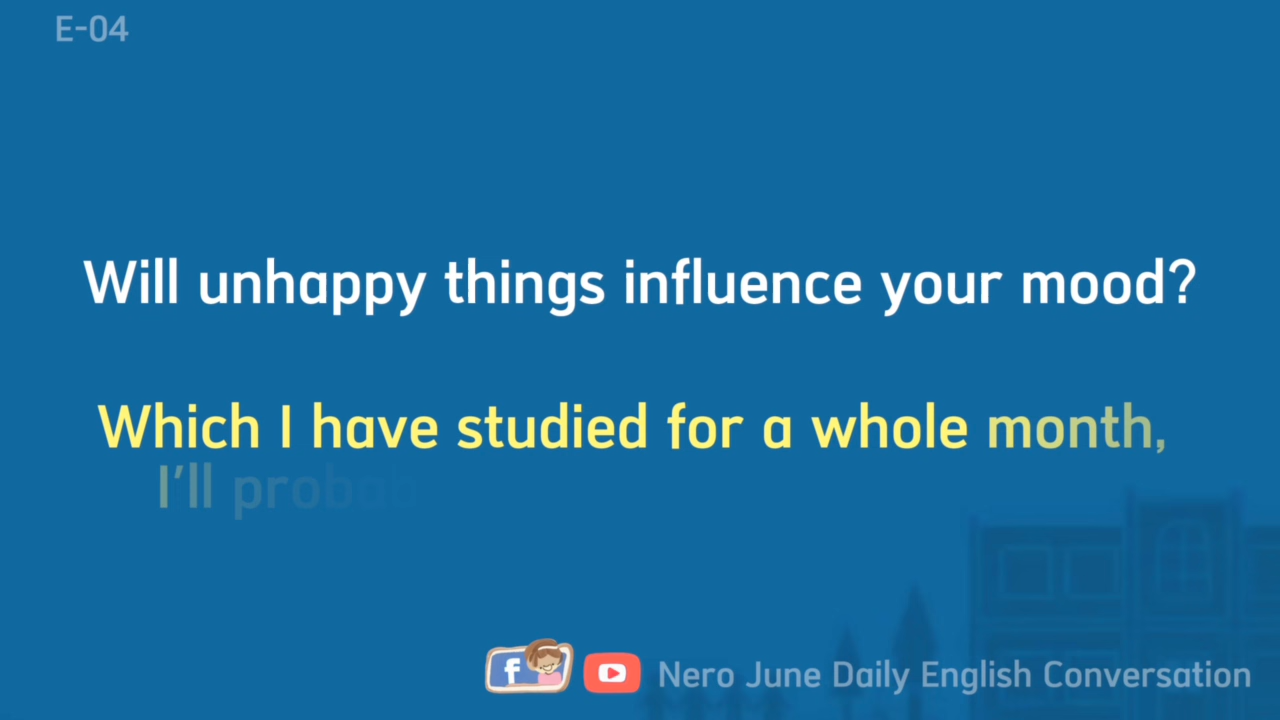 E-04
Will unhappy things influence your mood?
Which I have studied for a whole month,
I'll
Nero June Daily English Conversation